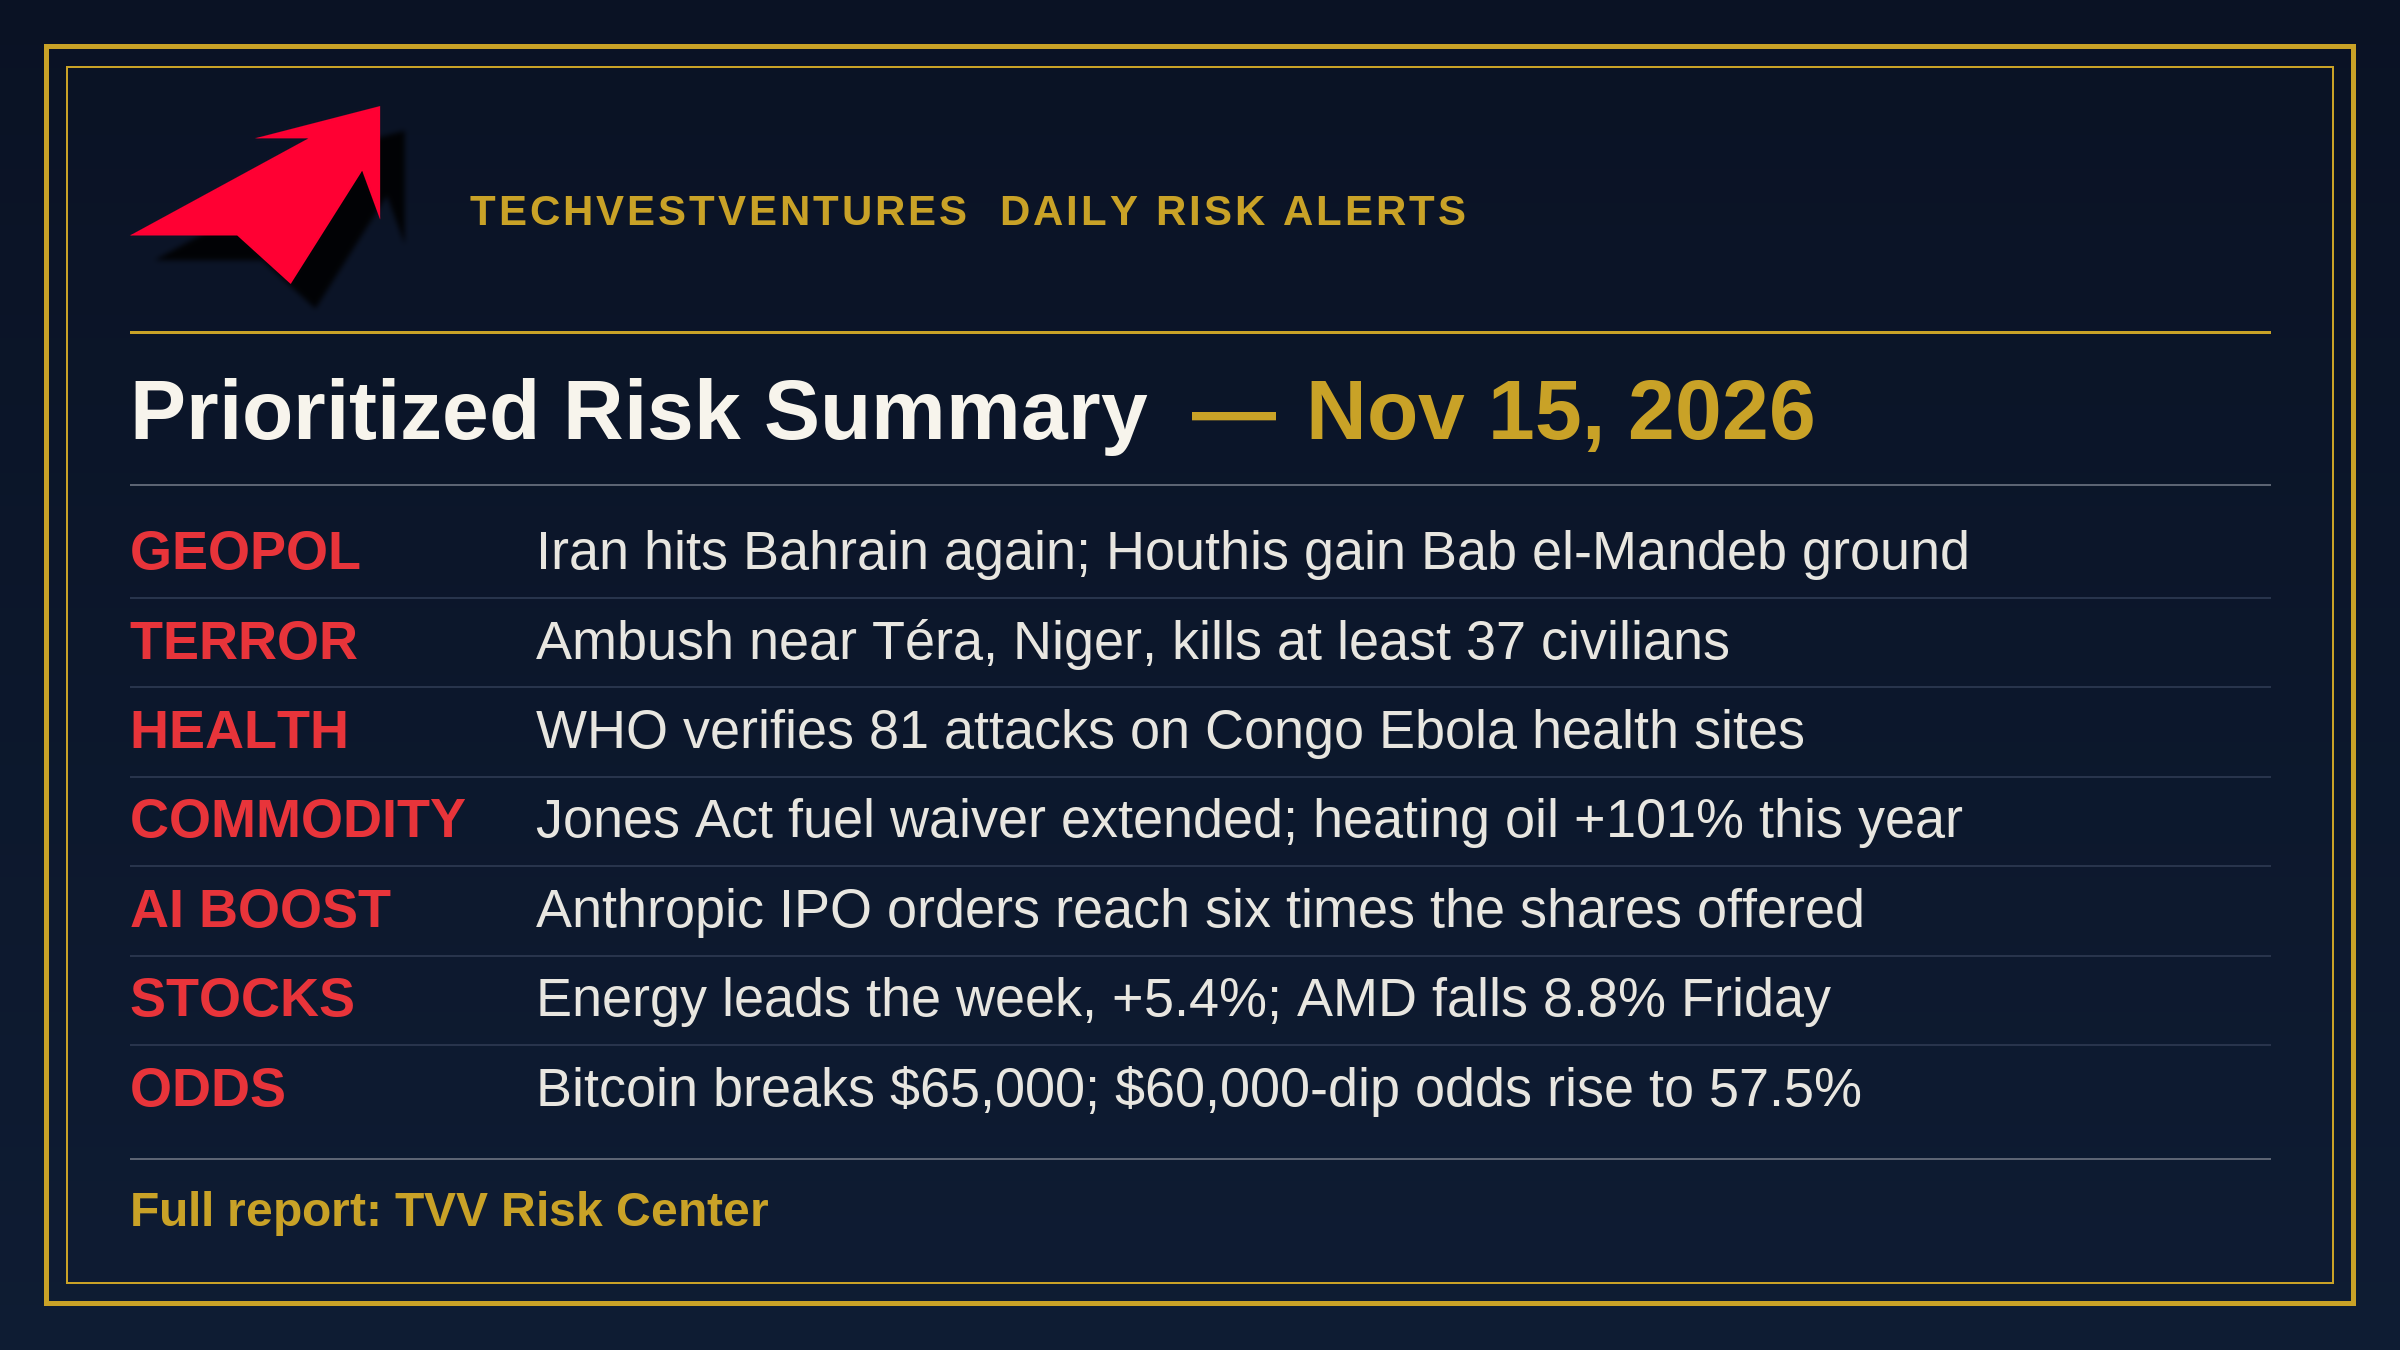 TECHVESTVENTURES DAILY RISK ALERTS
Prioritized Risk Summary — Nov 15, 2026
GEOPOL Iran hits Bahrain again; Houthis gain Bab el-Mandeb ground
TERROR Ambush near Téra, Niger, kills at least 37 civilians
HEALTH WHO verifies 81 attacks on Congo Ebola health sites
COMMODITY Jones Act fuel waiver extended; heating oil +101% this year
AI BOOST Anthropic IPO orders reach six times the shares offered
STOCKS Energy leads the week, +5.4%; AMD falls 8.8% Friday
ODDS Bitcoin breaks $65,000; $60,000-dip odds rise to 57.5%
Full report: TVV Risk Center